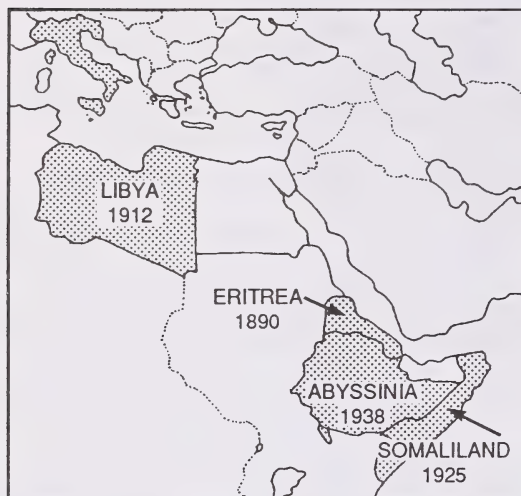 LIBYA
1912
ERITREA
1890
ABYSSINIA
1938
SOMALILAND
1925